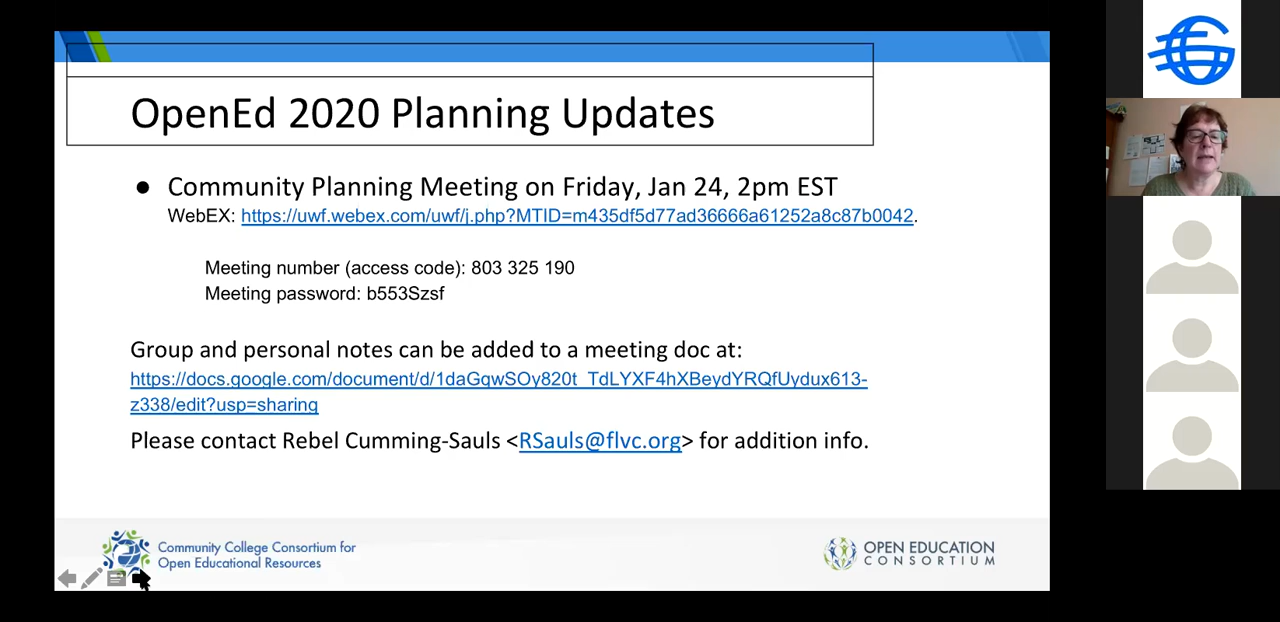 OpenEd 2020 Planning Updates
● Community Planning Meeting on Friday, Jan 24, 2pm EST
WebEX: https://uwf.webex.com/uwf/j.php?MTID=m435df5d77ad36666a61252a8c87b0042.
Meeting number (access code): 803 325 190
Meeting password: b553Szsf
Group and personal notes can be added to a meeting doc at:
https://docs.google.com/document/d/1daGqwSOy820t_TdLYXF4hXBeydYRQfUydux613-
z338/edit?usp=sharing
Please contact Rebel Cumming-Sauls <RSauls@flvc.org> for addition info.
Community College Consortium for
Open Educational Resources
OPEN EDUCATION
CONSORTIUM